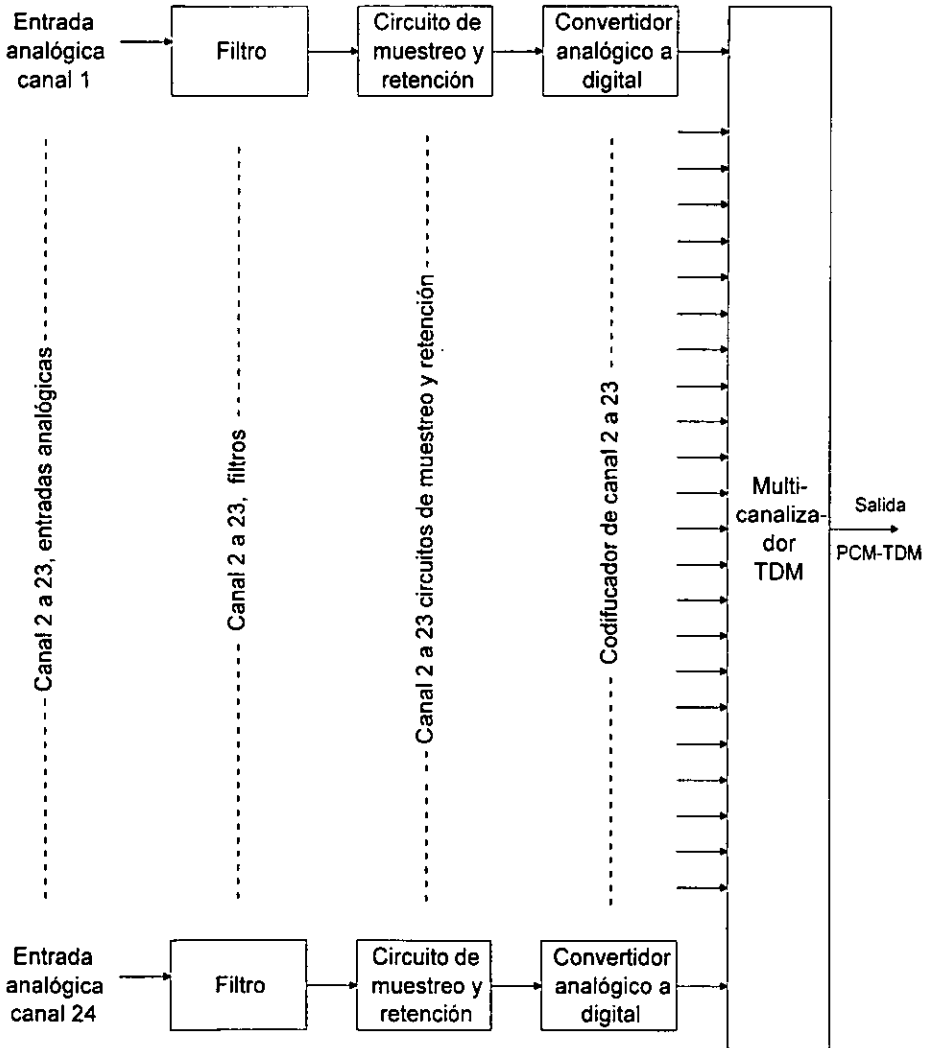 Entrada
analógica
canal 1
Filtro
Circuito de
muestreo y
retención
Convertidor
analógico a
digital
Canal 2 a 23, entradas analógicas
Canal 2 a 23, filtros
Canal 2 a 23 circuitos de muestreo y retención
Codifucador de canal 2 a 23
Multi-
canaliza-
dor
TDM
Salida
PCM-TDM
Entrada
analógica
canal 24
Filtro
Circuito de
muestreo y
retención
Convertidor
analógico a
digital